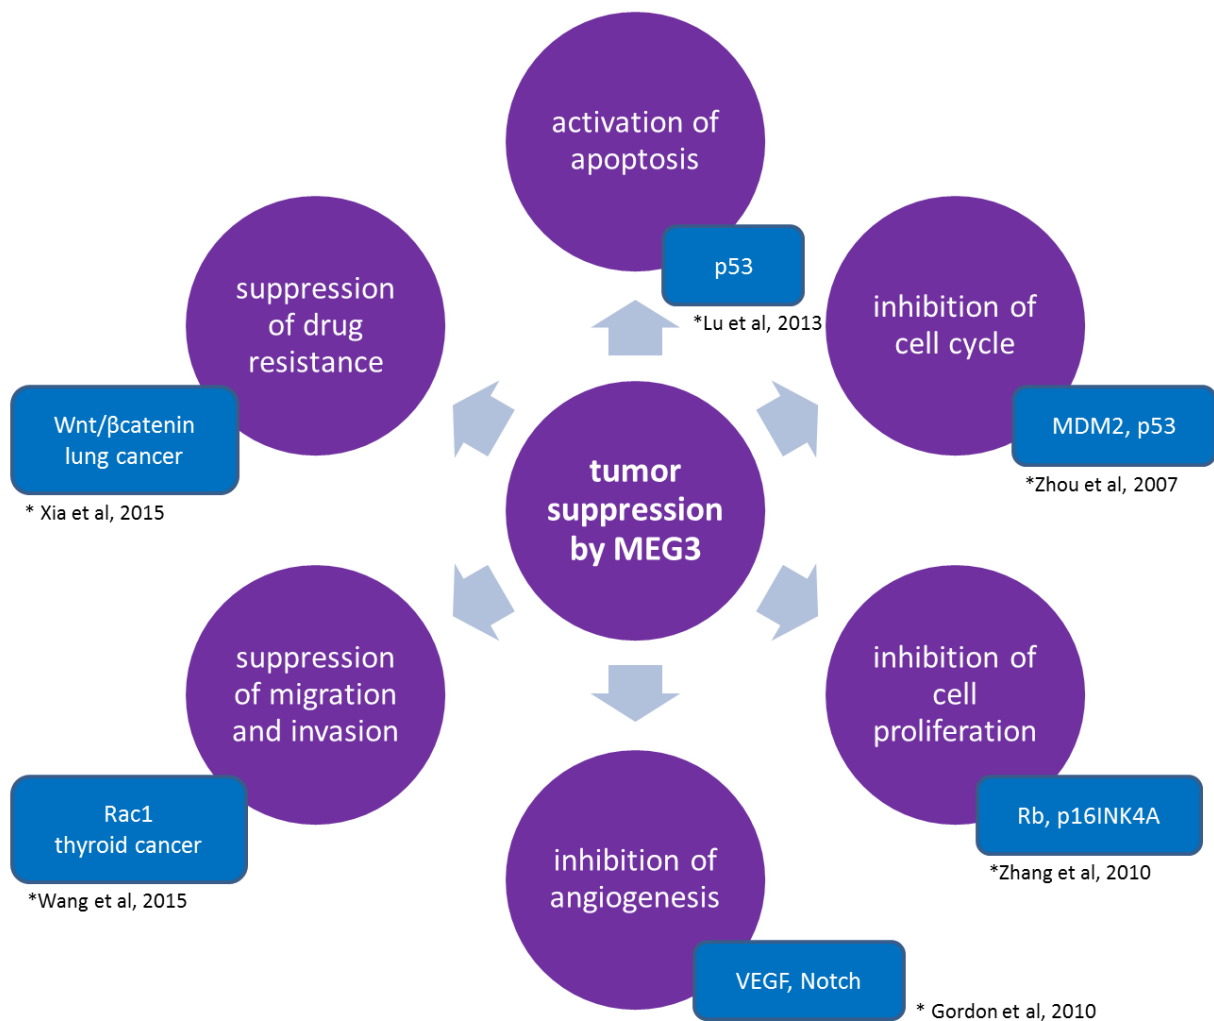 activation of
apoptosis
p53
*Lu et al, 2013
inhibition of
cell cycle
MDM2, p53
*Zhou et al, 2007
inhibition of
cell
proliferation
Rb, p16INK4A
*Zhang et al, 2010
inhibition of
angiogenesis
VEGF, Notch
* Gordon et al, 2010
suppression
of migration
and invasion
Rac1
thyroid cancer
*Wang et al, 2015
suppression
of drug
resistance
Wnt/βcatenin
lung cancer
* Xia et al, 2015
tumor
suppression
by MEG3